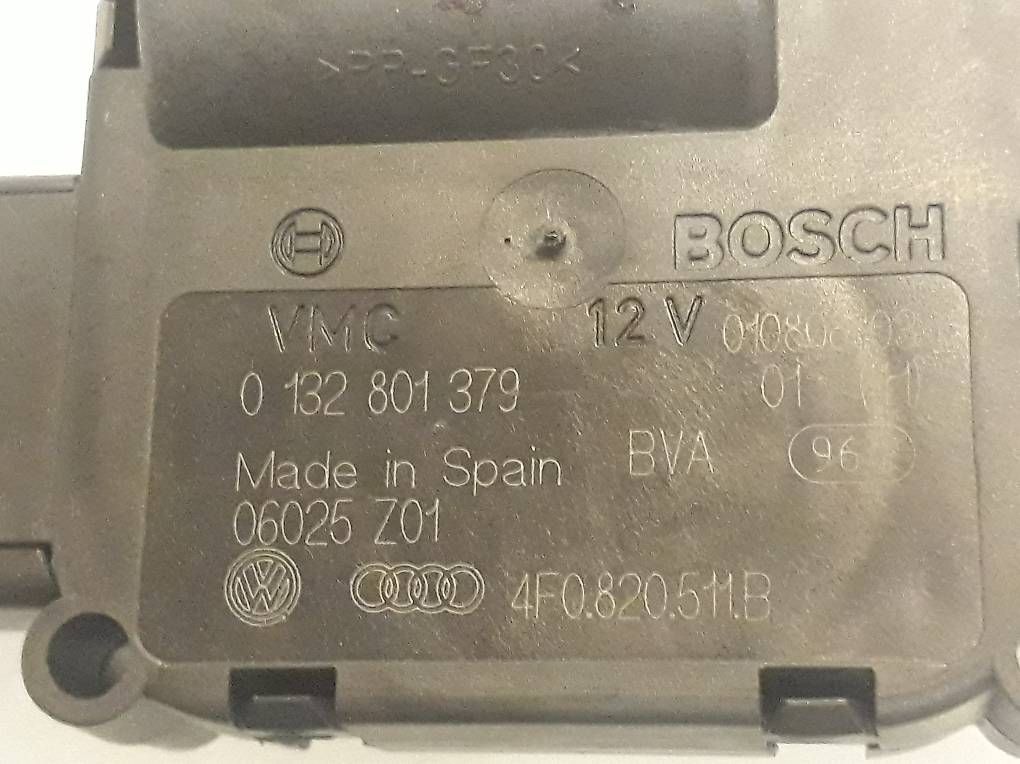 >PP-GF30<
BOSCH
VMC 12 V
0 132 801 379 01
Made in Spain BVA 96
06025 Z01
4F0.820.511.B